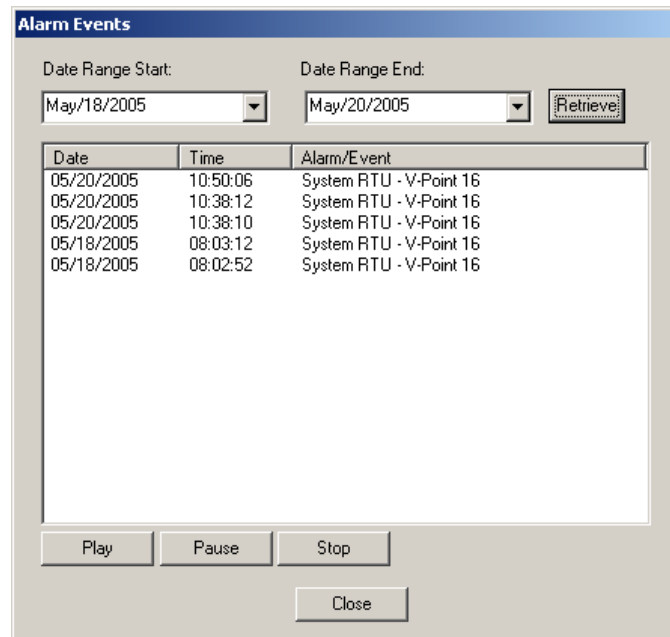 Alarm Events
Date Range Start: Date Range End:
May/18/2005 May/20/2005 Retrieve
Date Time Alarm/Event
05/20/2005 10:50:06 System RTU - V-Point 16
05/20/2005 10:38:12 System RTU - V-Point 16
05/20/2005 10:38:10 System RTU - V-Point 16
05/18/2005 08:03:12 System RTU - V-Point 16
05/18/2005 08:02:52 System RTU - V-Point 16
Play Pause Stop
Close